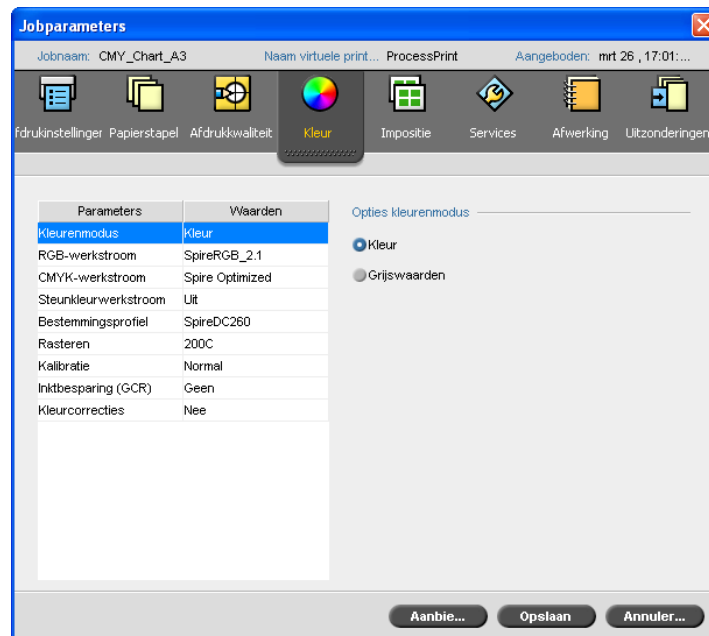 Jobparameters
Jobnaam: CMY_Chart_A3 Naam virtuele print... ProcessPrint Aangeboden: mrt 26 , 17:01:...
fdrukinstellinger Papierstapel Afdrukkwaliteit Kleur Impositie Services Afwerking Uitzonderingen
Parameters Waarden
Kleurenmodus Kleur
RGB-werkstroom SpireRGB_2.1
CMYK-werkstroom Spire Optimized
Steunkleurwerkstroom Uit
Bestemmingsprofiel SpireDC260
Rasteren 200C
Kalibratie Normal
Inktbesparing (GCR) Geen
Kleurcorrecties Nee
Opties kleurenmodus
Kleur
Grijswaarden
Aanbie... Opslaan Annuler...